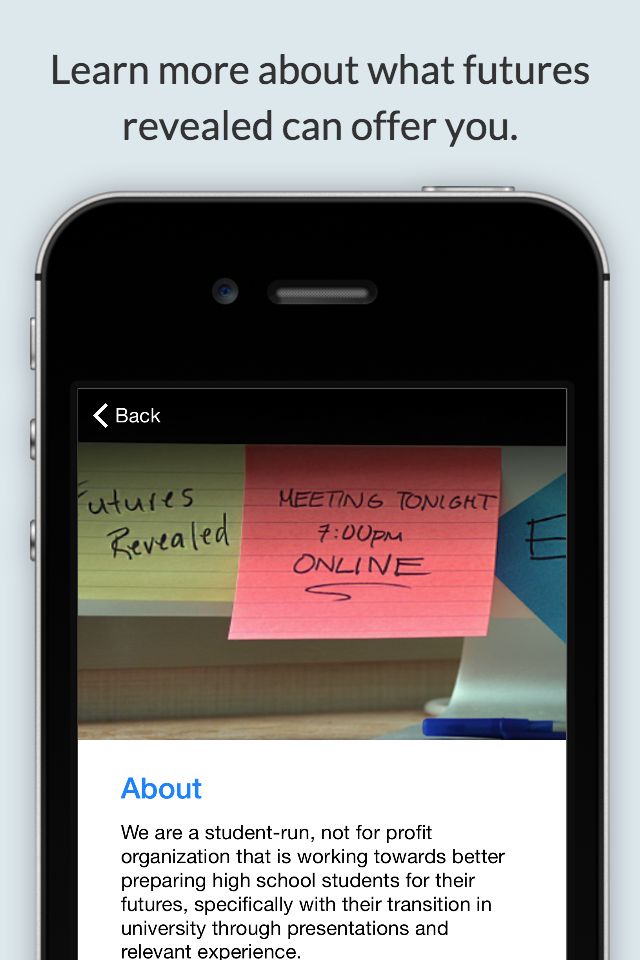 Learn more about what futures
revealed can offer you.
Back
Futures
Revealed
MEETING TONIGHT
7:00PM
ONLINE
E
About
We are a student-run, not for profit
organization that is working towards better
preparing high school students for their
futures, specifically with their transition in
university through presentations and
relevant experience.